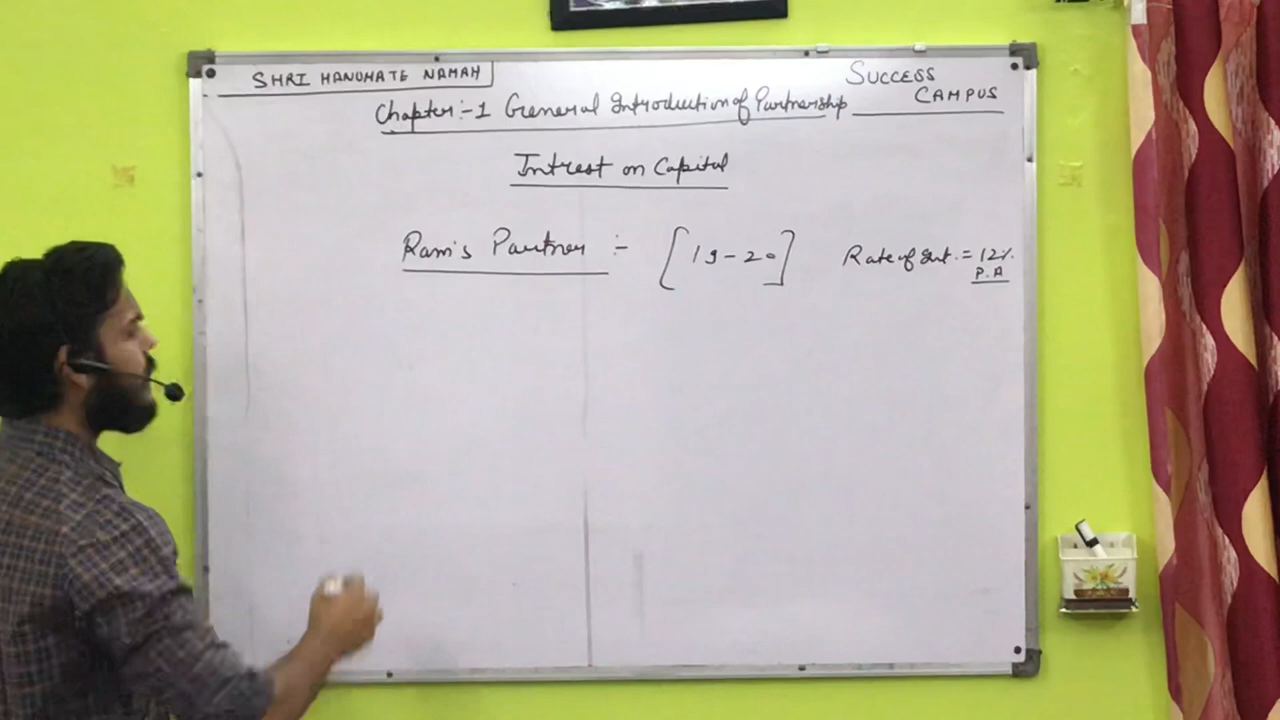 SHRI HANUMATE NAMAH
SUCCESS
CAMPUS
Chapter:-1 General Introduction of Partnership
Intrest on Capital
Ram's Partner :- [19-20] Rate of Int. = 12%
P.A